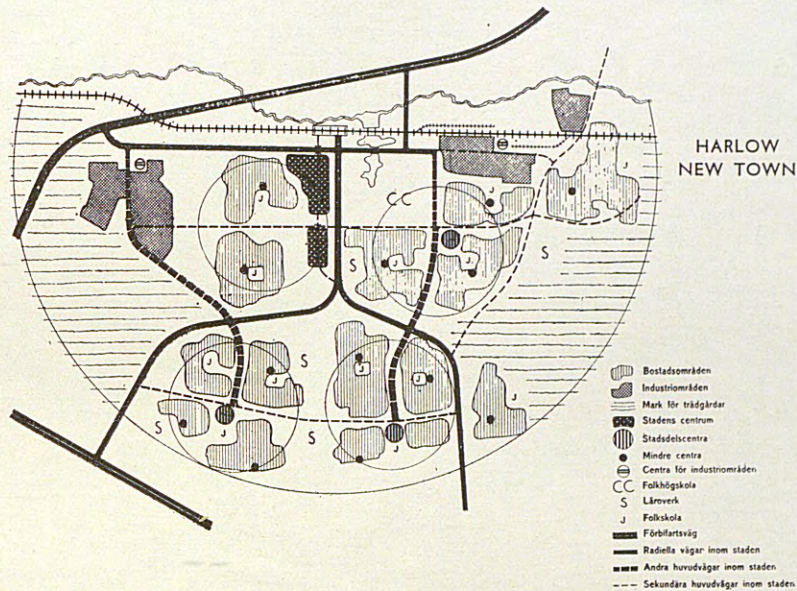 HARLOW
NEW TOWN
J
J
CC
J
J
S
J
J
S
J
J
S
J
J
J
S
J
S
J
J
Bostadsområden
Industriområden
Mark för trädgårdar
Stadens centrum
Stadsdelscentra
Mindre centra
Centra för industriområden
CC Folkhögskola
S Läroverk
J Folkskola
Förbifartsväg
Radiella vägar inom staden
Andra huvudvägar inom staden
Sekundära huvudvägar inom staden